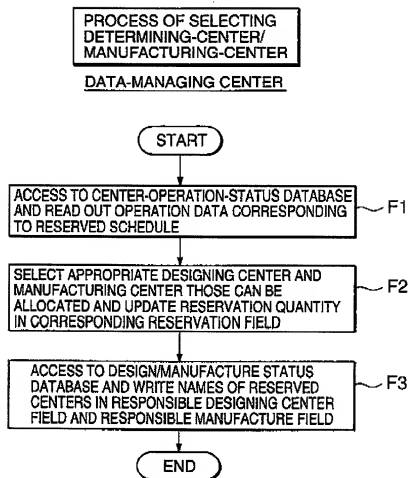 PROCESS OF SELECTING
DETERMINING-CENTER/
MANUFACTURING-CENTER
DATA-MANAGING CENTER
START
ACCESS TO CENTER-OPERATION-STATUS DATABASE
AND READ OUT OPERATION DATA CORRESPONDING
TO RESERVED SCHEDULE
F1
SELECT APPROPRIATE DESIGNING CENTER AND
MANUFACTURING CENTER THOSE CAN BE
ALLOCATED AND UPDATE RESERVATION QUANTITY
IN CORRESPONDING RESERVATION FIELD
F2
ACCESS TO DESIGN/MANUFACTURE STATUS
DATABASE AND WRITE NAMES OF RESERVED
CENTERS IN RESPONSIBLE DESIGNING CENTER
FIELD AND RESPONSIBLE MANUFACTURE FIELD
F3
END